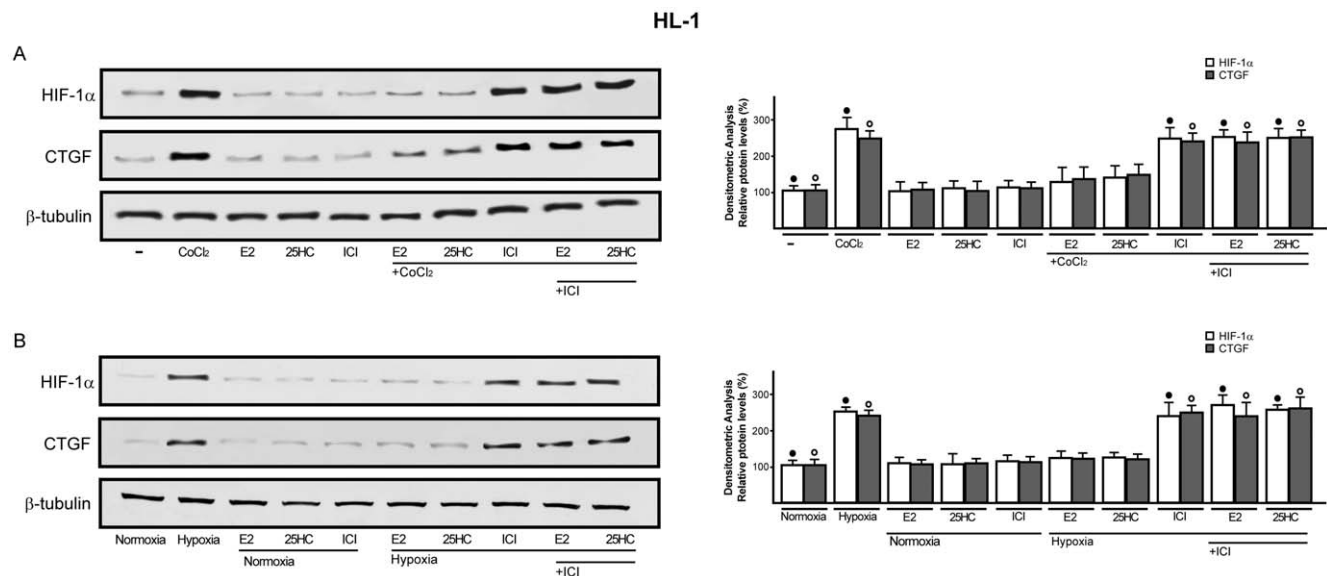 HL-1
A
HIF-1α
CTGF
β-tubulin
– CoCl₂ E2 25HC ICI E2 25HC ICI E2 25HC
+CoCl₂
+ICI
HIF-1α
CTGF
Densitometric Analysis
Relative ptotein levels (%)
300
200
100
– CoCl₂ E2 25HC ICI E2 25HC ICI E2 25HC
+CoCl₂
+ICI
B
HIF-1α
CTGF
β-tubulin
Normoxia Hypoxia E2 25HC ICI E2 25HC ICI E2 25HC
Normoxia Hypoxia
+ICI
HIF-1α
CTGF
Densitometric Analysis
Relative ptotein levels (%)
300
200
100
Normoxia Hypoxia E2 25HC ICI E2 25HC ICI E2 25HC
Normoxia Hypoxia
+ICI